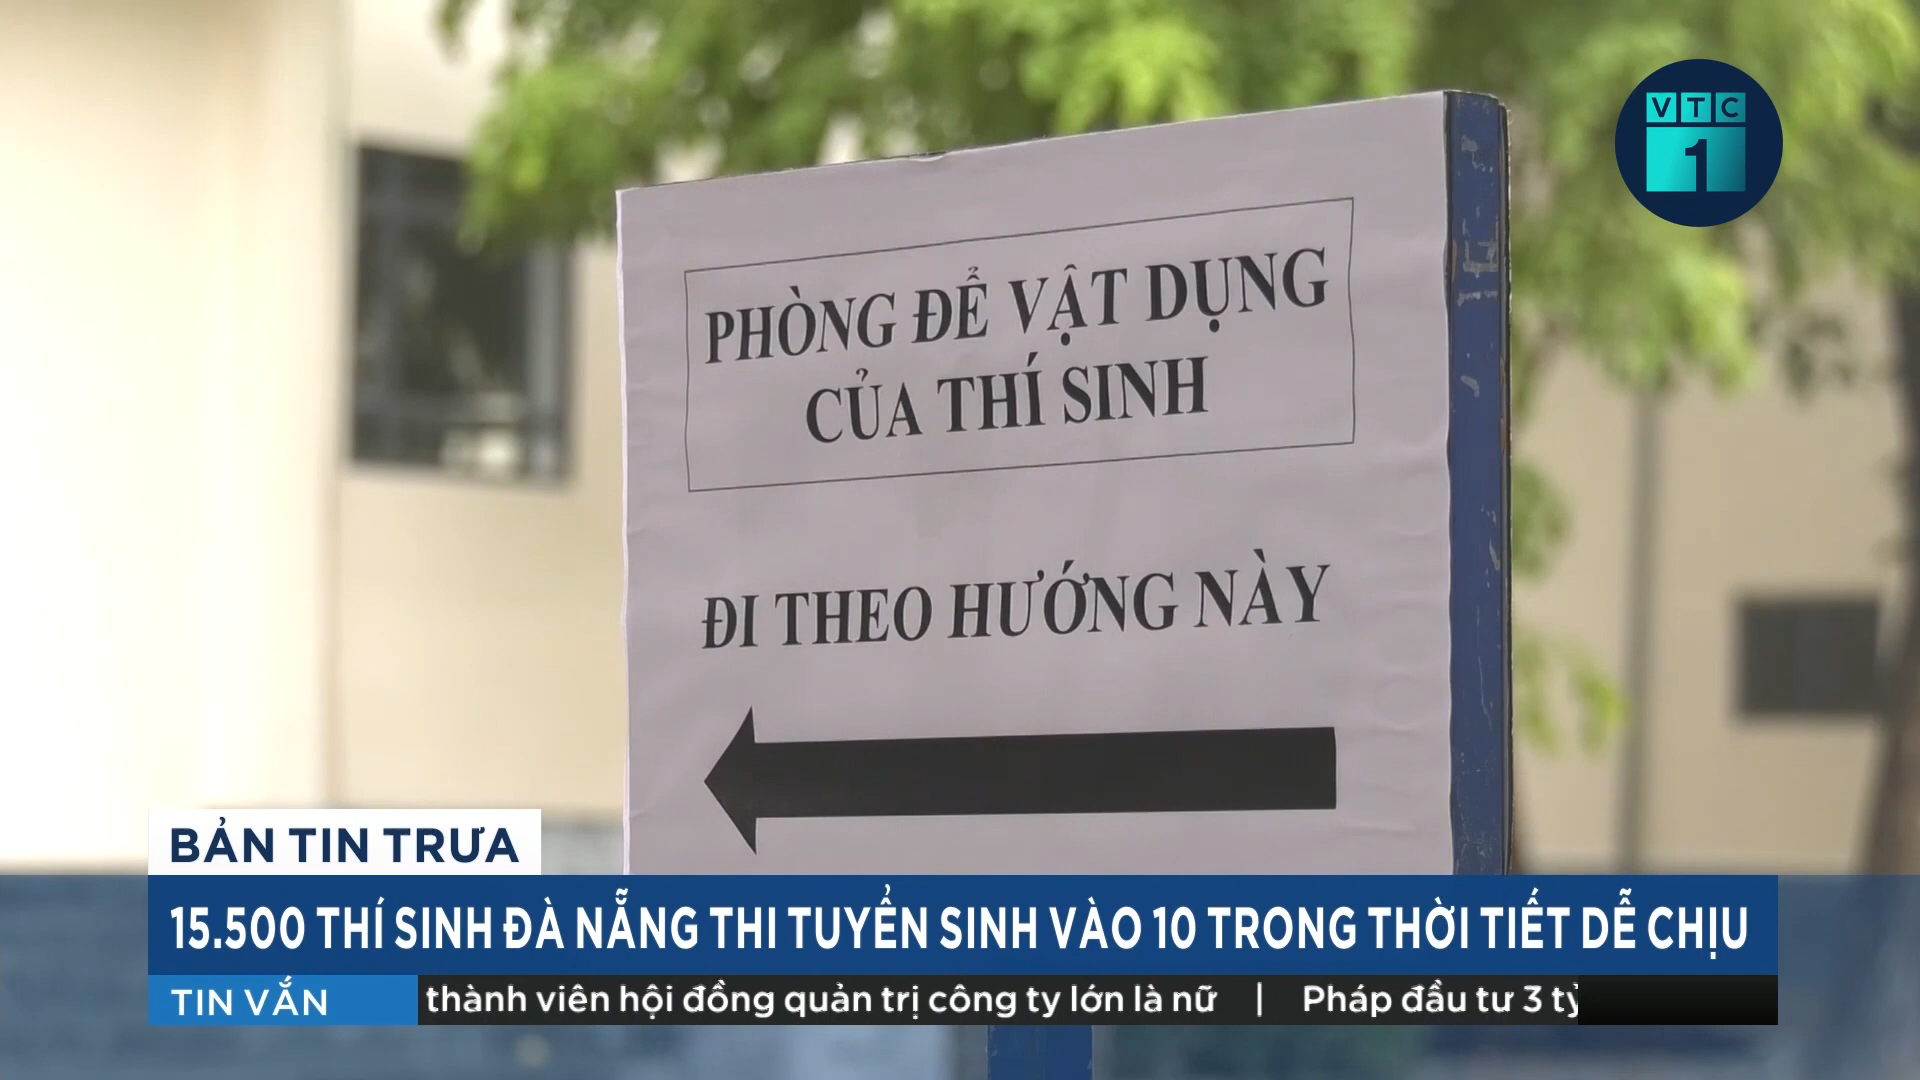 VTC
1
PHÒNG ĐỂ VẬT DỤNG
CỦA THÍ SINH
ĐI THEO HƯỚNG NÀY
BẢN TIN TRƯA
15.500 THÍ SINH ĐÀ NẴNG THI TUYỂN SINH VÀO 10 TRONG THỜI TIẾT DỄ CHỊU
TIN VẮN thành viên hội đồng quản trị công ty lớn là nữ | Pháp đầu tư 3 tỷ